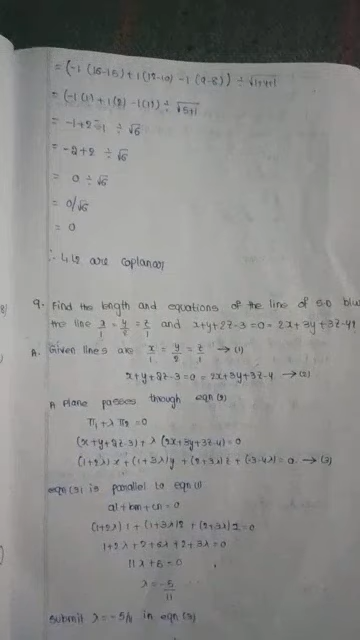 = (-1 (16-15) + 1 (12-10) - 1 (9-8)) ÷ √1+4+1
= (-1 (1) + 1 (2) - 1 (1)) ÷ √5+1
= -1+2-1 ÷ √6
= -2+2 ÷ √6
= 0 ÷ √6
= 0/√6
= 0
∴ L₁ L₂ are coplanar
9. Find the length and equations of the line of S.D b/w
the line x/1 = y/2 = z/1 and x+y+2z-3=0=2x+3y+3z-4?
A. Given lines are x/1 = y/2 = z/1 → (1)
x+y+2z-3=0=2x+3y+3z-4 → (2)
A plane passes through eqn (2)
π₁+λ π₂=0
(x+y+2z-3)+λ (2x+3y+3z-4)=0
(1+2λ)x+(1+3λ)y+(2+3λ)z+(-3-4λ)=0 → (3)
eqn (3) is parallel to eqn (1)
al+bm+cn=0
(1+2λ)1+(1+3λ)2+(2+3λ)1=0
1+2λ+2+6λ+2+3λ=0
11λ+5=0
λ=-5/11
submit λ=-5/11 in eqn (3)